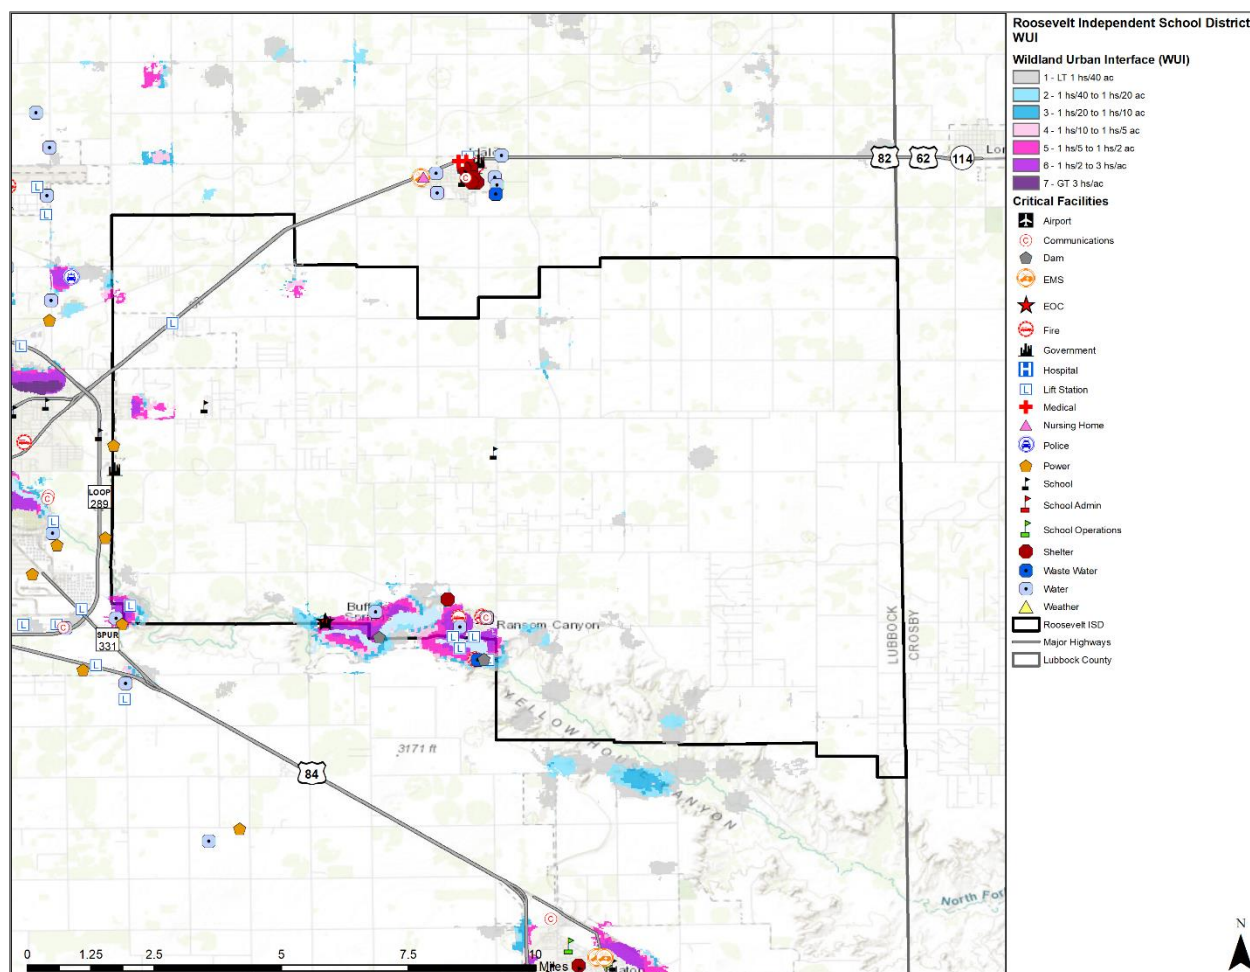 Roosevelt Independent School District
WUI
Wildland Urban Interface (WUI)
1 - LT 1 hs/40 ac
2 - 1 hs/40 to 1 hs/20 ac
3 - 1 hs/20 to 1 hs/10 ac
4 - 1 hs/10 to 1 hs/5 ac
5 - 1 hs/5 to 1 hs/2 ac
6 - 1 hs/2 to 3 hs/ac
7 - GT 3 hs/ac
Critical Facilities
Airport
C Communications
Dam
EMS
EOC
Fire
Government
H Hospital
L Lift Station
Medical
Nursing Home
Police
Power
School
School Admin
School Operations
Shelter
Waste Water
Water
Weather
Roosevelt ISD
Major Highways
Lubbock County
82
62
114
Lor
62
LOOP
289
SPUR
331
84
Buff
Ransom Canyon
LUBBOCK
CROSBY
YELLOW HOU
ANYON
3171 ft
North Fo
0 1.25 2.5 5 7.5 10
Miles
N